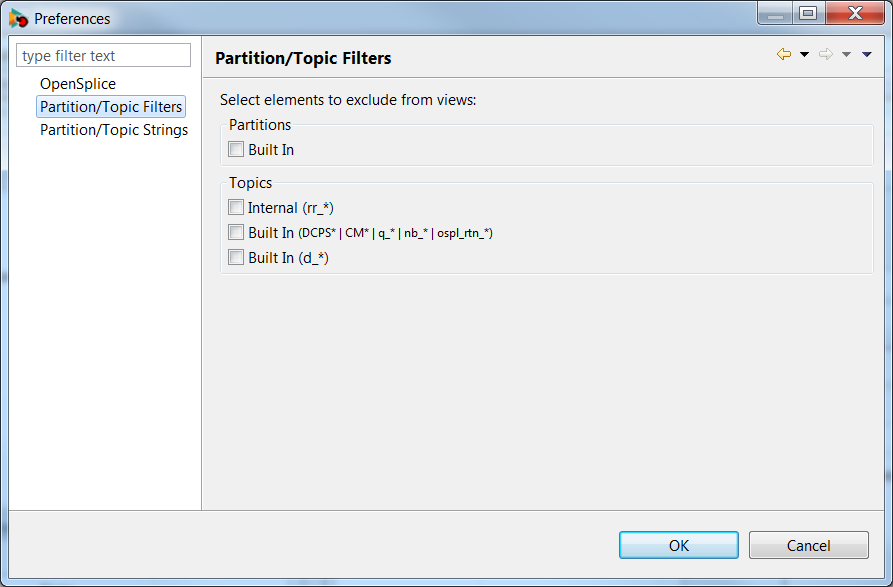 Preferences
type filter text
OpenSplice
Partition/Topic Filters
Partition/Topic Strings
Partition/Topic Filters
Select elements to exclude from views:
Partitions
Built In
Topics
Internal (rr_*)
Built In (DCPS* | CM* | q_* | nb_* | ospl_rtn_*)
Built In (d_*)
OK
Cancel